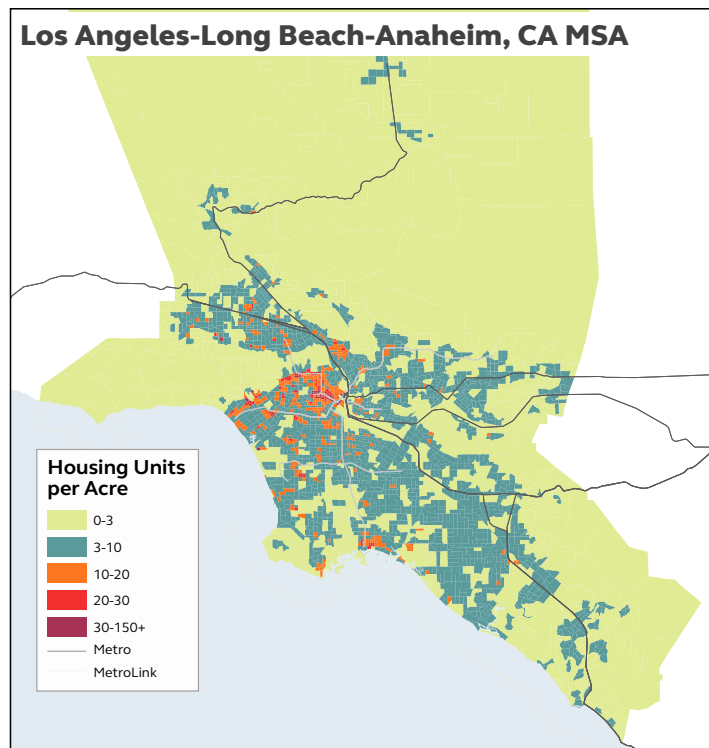 Los Angeles-Long Beach-Anaheim, CA MSA
Housing Units
per Acre
0-3
3-10
10-20
20-30
30-150+
Metro
MetroLink